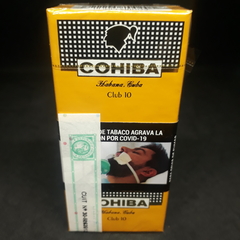 COHIBA
Habana, Cuba
Club 10
DE TABACO AGRAVA LA
ÓN POR COVID-19
COHIBA
Habana, Cuba
Club 10